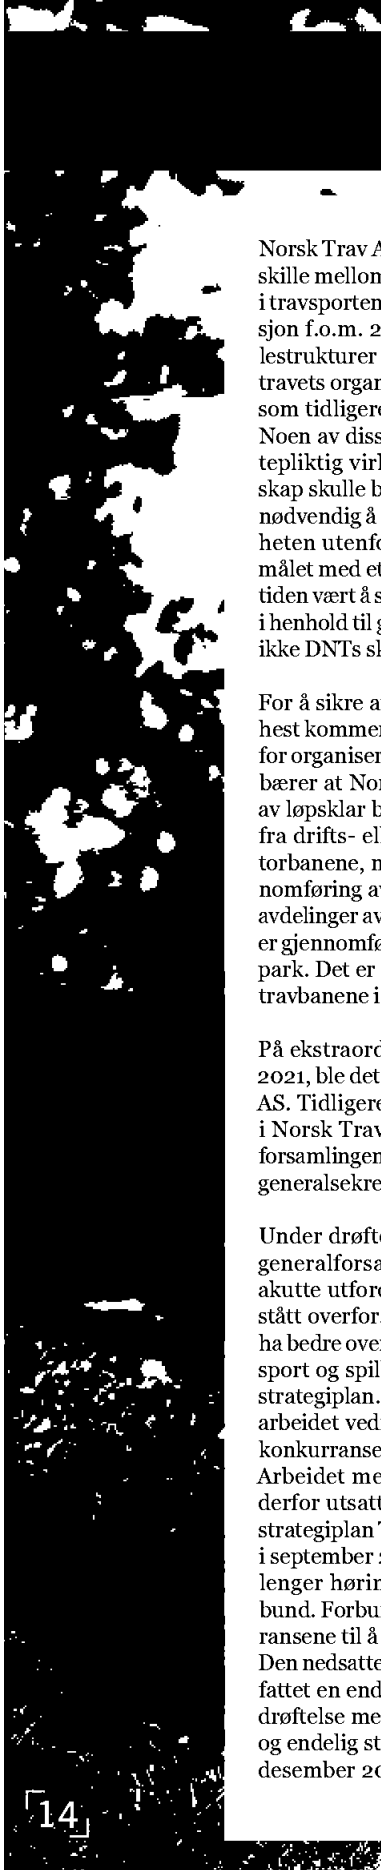 Norsk Trav A
skille mellom
i travsporten
sjon f.o.m. 2
lestrukturer
travets organ
som tidligere
Noen av diss
tepliktig virk
skap skulle b
nødvendig å
heten utenfo
målet med et
tiden vært å s
i henhold til g
ikke DNTs sk

For å sikre at
hest kommer
for organiser
bærer at Nor
av løpsklar b
fra drifts- ell
torbanene, m
nomføring av
avdelinger av
er gjennomfø
park. Det er
travbanene i

På ekstraord
2021, ble det
AS. Tidligere
i Norsk Trav
forsamlingen
generalsekre

Under drøfte
generalforsa
akutte utford
stått overfor.
ha bedre over
sport og spil
strategiplan.
arbeidet vedr
konkurranse
Arbeidet me
derfor utsatt
strategiplan T
i september 2
lenger hørin
bund. Forbu
ransene til å
Den nedsatte
fattet en end
drøftelse me
og endelig st
desember 20
14